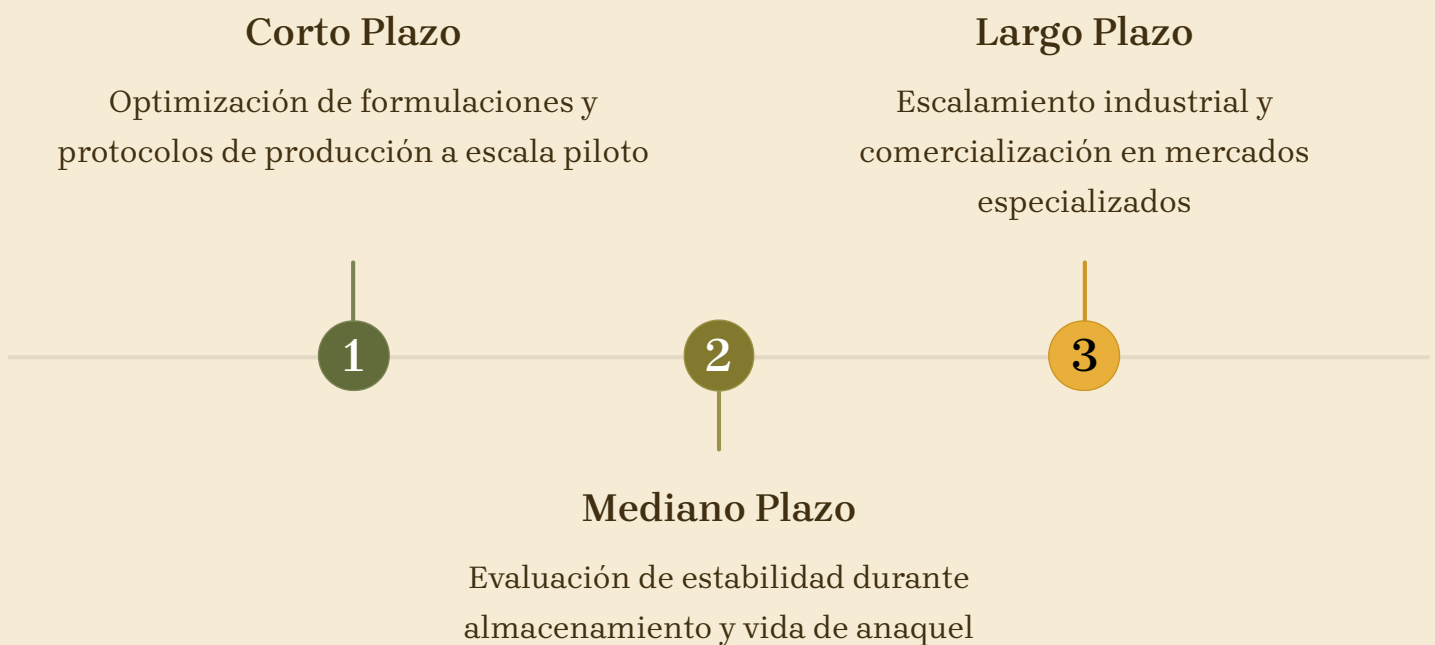 Corto Plazo
Optimización de formulaciones y
protocolos de producción a escala piloto
Largo Plazo
Escalamiento industrial y
comercialización en mercados
especializados
1
2
3
Mediano Plazo
Evaluación de estabilidad durante
almacenamiento y vida de anaquel